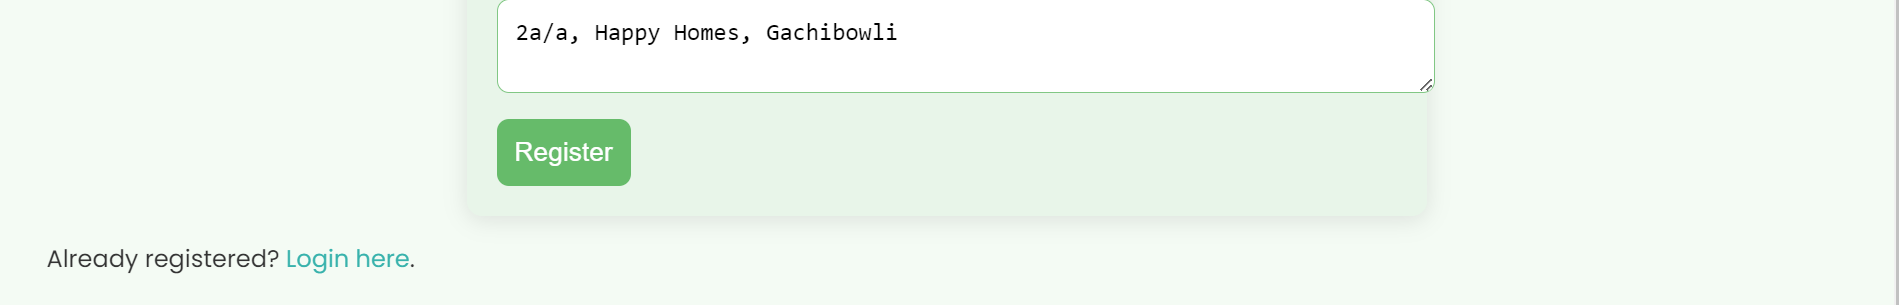 2a/a, Happy Homes, Gachibowli
Register
Already registered? Login here.